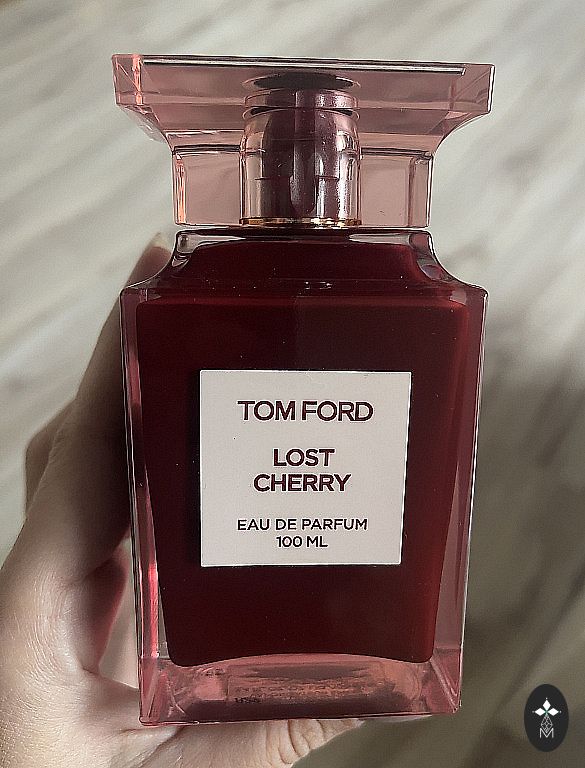 TOM FORD
LOST
CHERRY
EAU DE PARFUM
100 ML